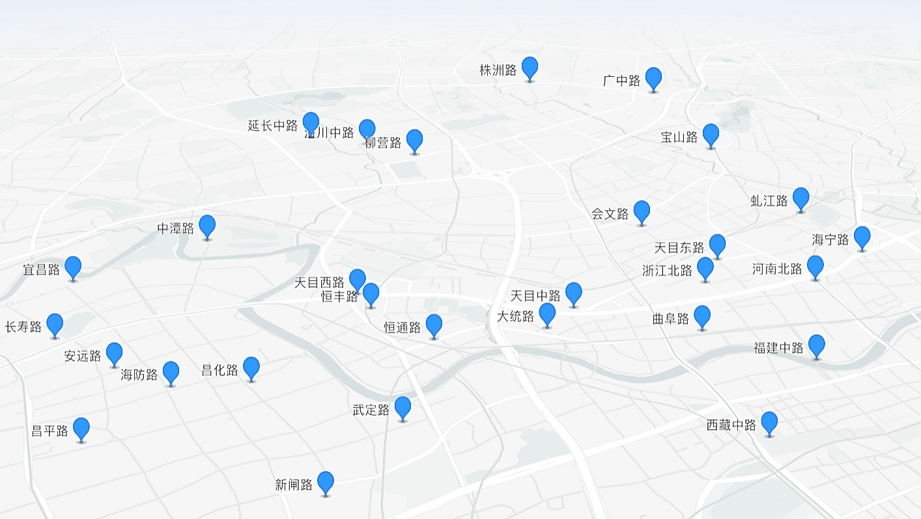 株洲路
广中路
延长中路
川中路
柳营路
宝山路
虬江路
会文路
中潭路
海宁路
天目东路
宜昌路
浙江北路
河南北路
天目西路
恒丰路
天目中路
大统路
曲阜路
长寿路
恒通路
福建中路
安远路
昌化路
海防路
武定路
西藏中路
昌平路
新闸路